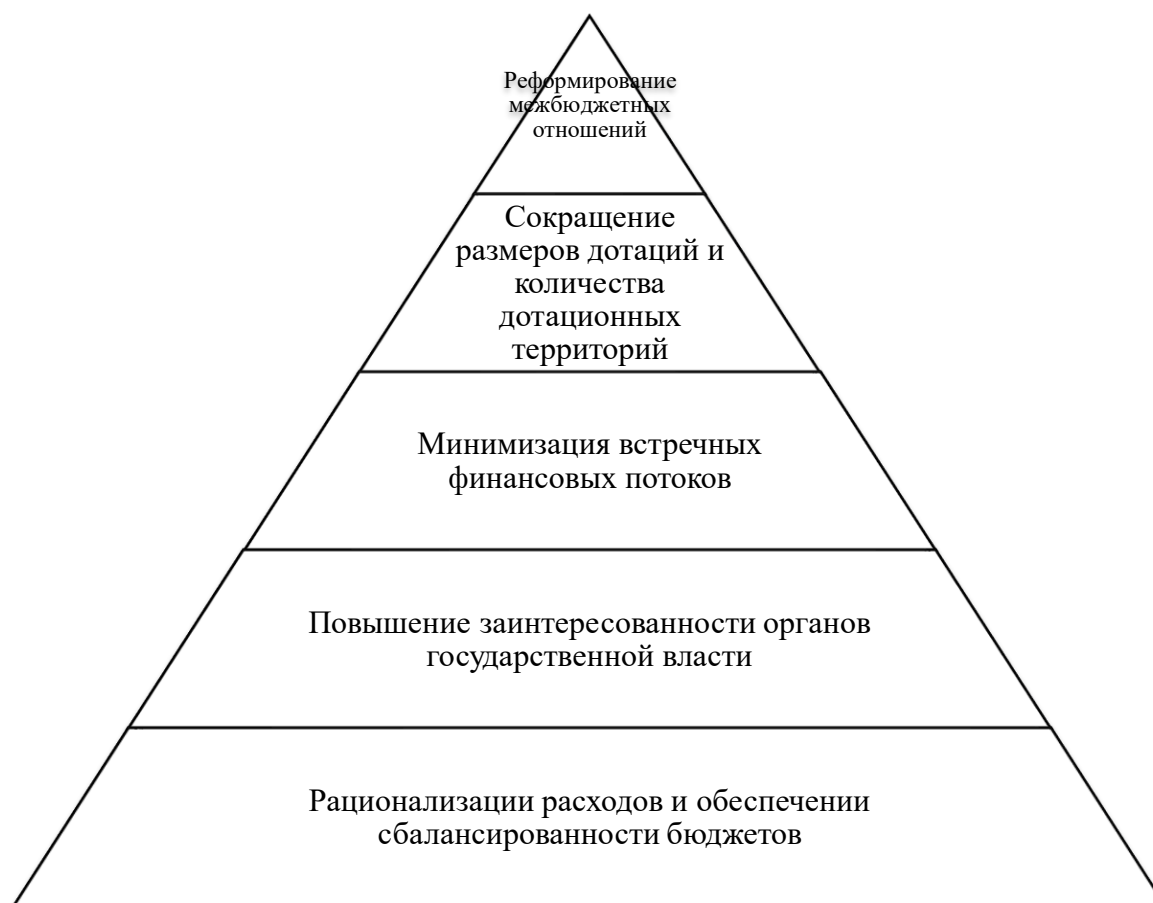 Реформирование
межбюджетных
отношений
Сокращение
размеров дотаций и
количества
дотационных
территорий
Минимизация встречных
финансовых потоков
Повышение заинтересованности органов
государственной власти
Рационализации расходов и обеспечении
сбалансированности бюджетов